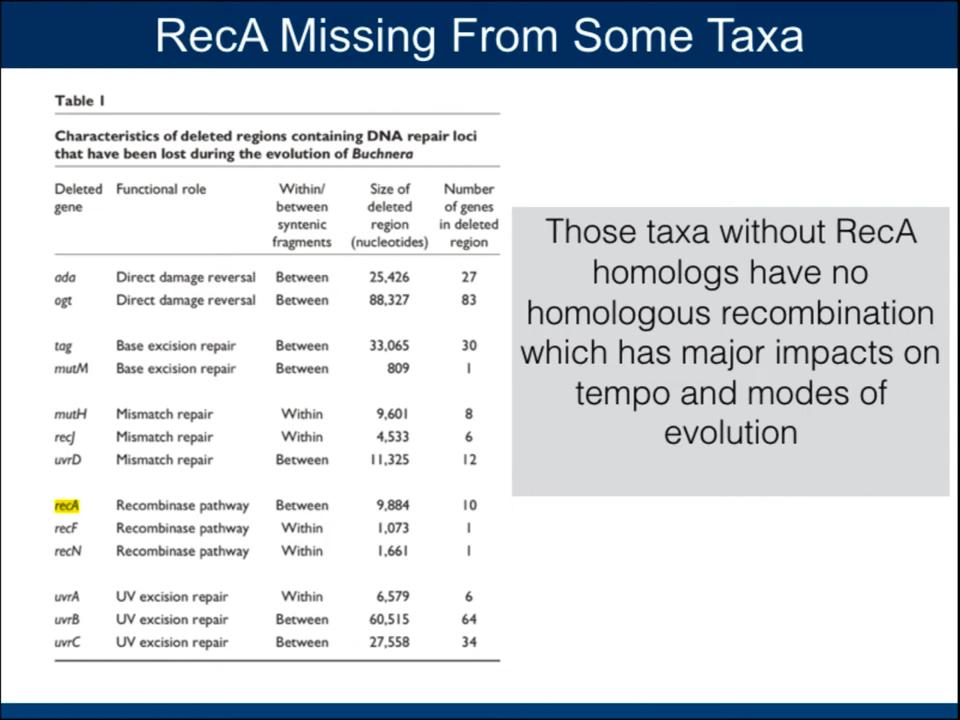 RecA Missing From Some Taxa
Table 1
Characteristics of deleted regions containing DNA repair loci
that have been lost during the evolution of Buchnera
Deleted gene Functional role Within/ between syntenic fragments Size of deleted region (nucleotides) Number of genes in deleted region
ada Direct damage reversal Between 25,426 27
ogt Direct damage reversal Between 88,327 83
tag Base excision repair Between 33,065 30
mutM Base excision repair Between 809 1
mutH Mismatch repair Within 9,601 8
recJ Mismatch repair Within 4,533 6
uvrD Mismatch repair Between 11,325 12
recA Recombinase pathway Between 9,884 10
recF Recombinase pathway Within 1,073 1
recN Recombinase pathway Within 1,661 1
uvrA UV excision repair Within 6,579 6
uvrB UV excision repair Between 60,515 64
uvrC UV excision repair Between 27,558 34
Those taxa without RecA
homologs have no
homologous recombination
which has major impacts on
tempo and modes of
evolution